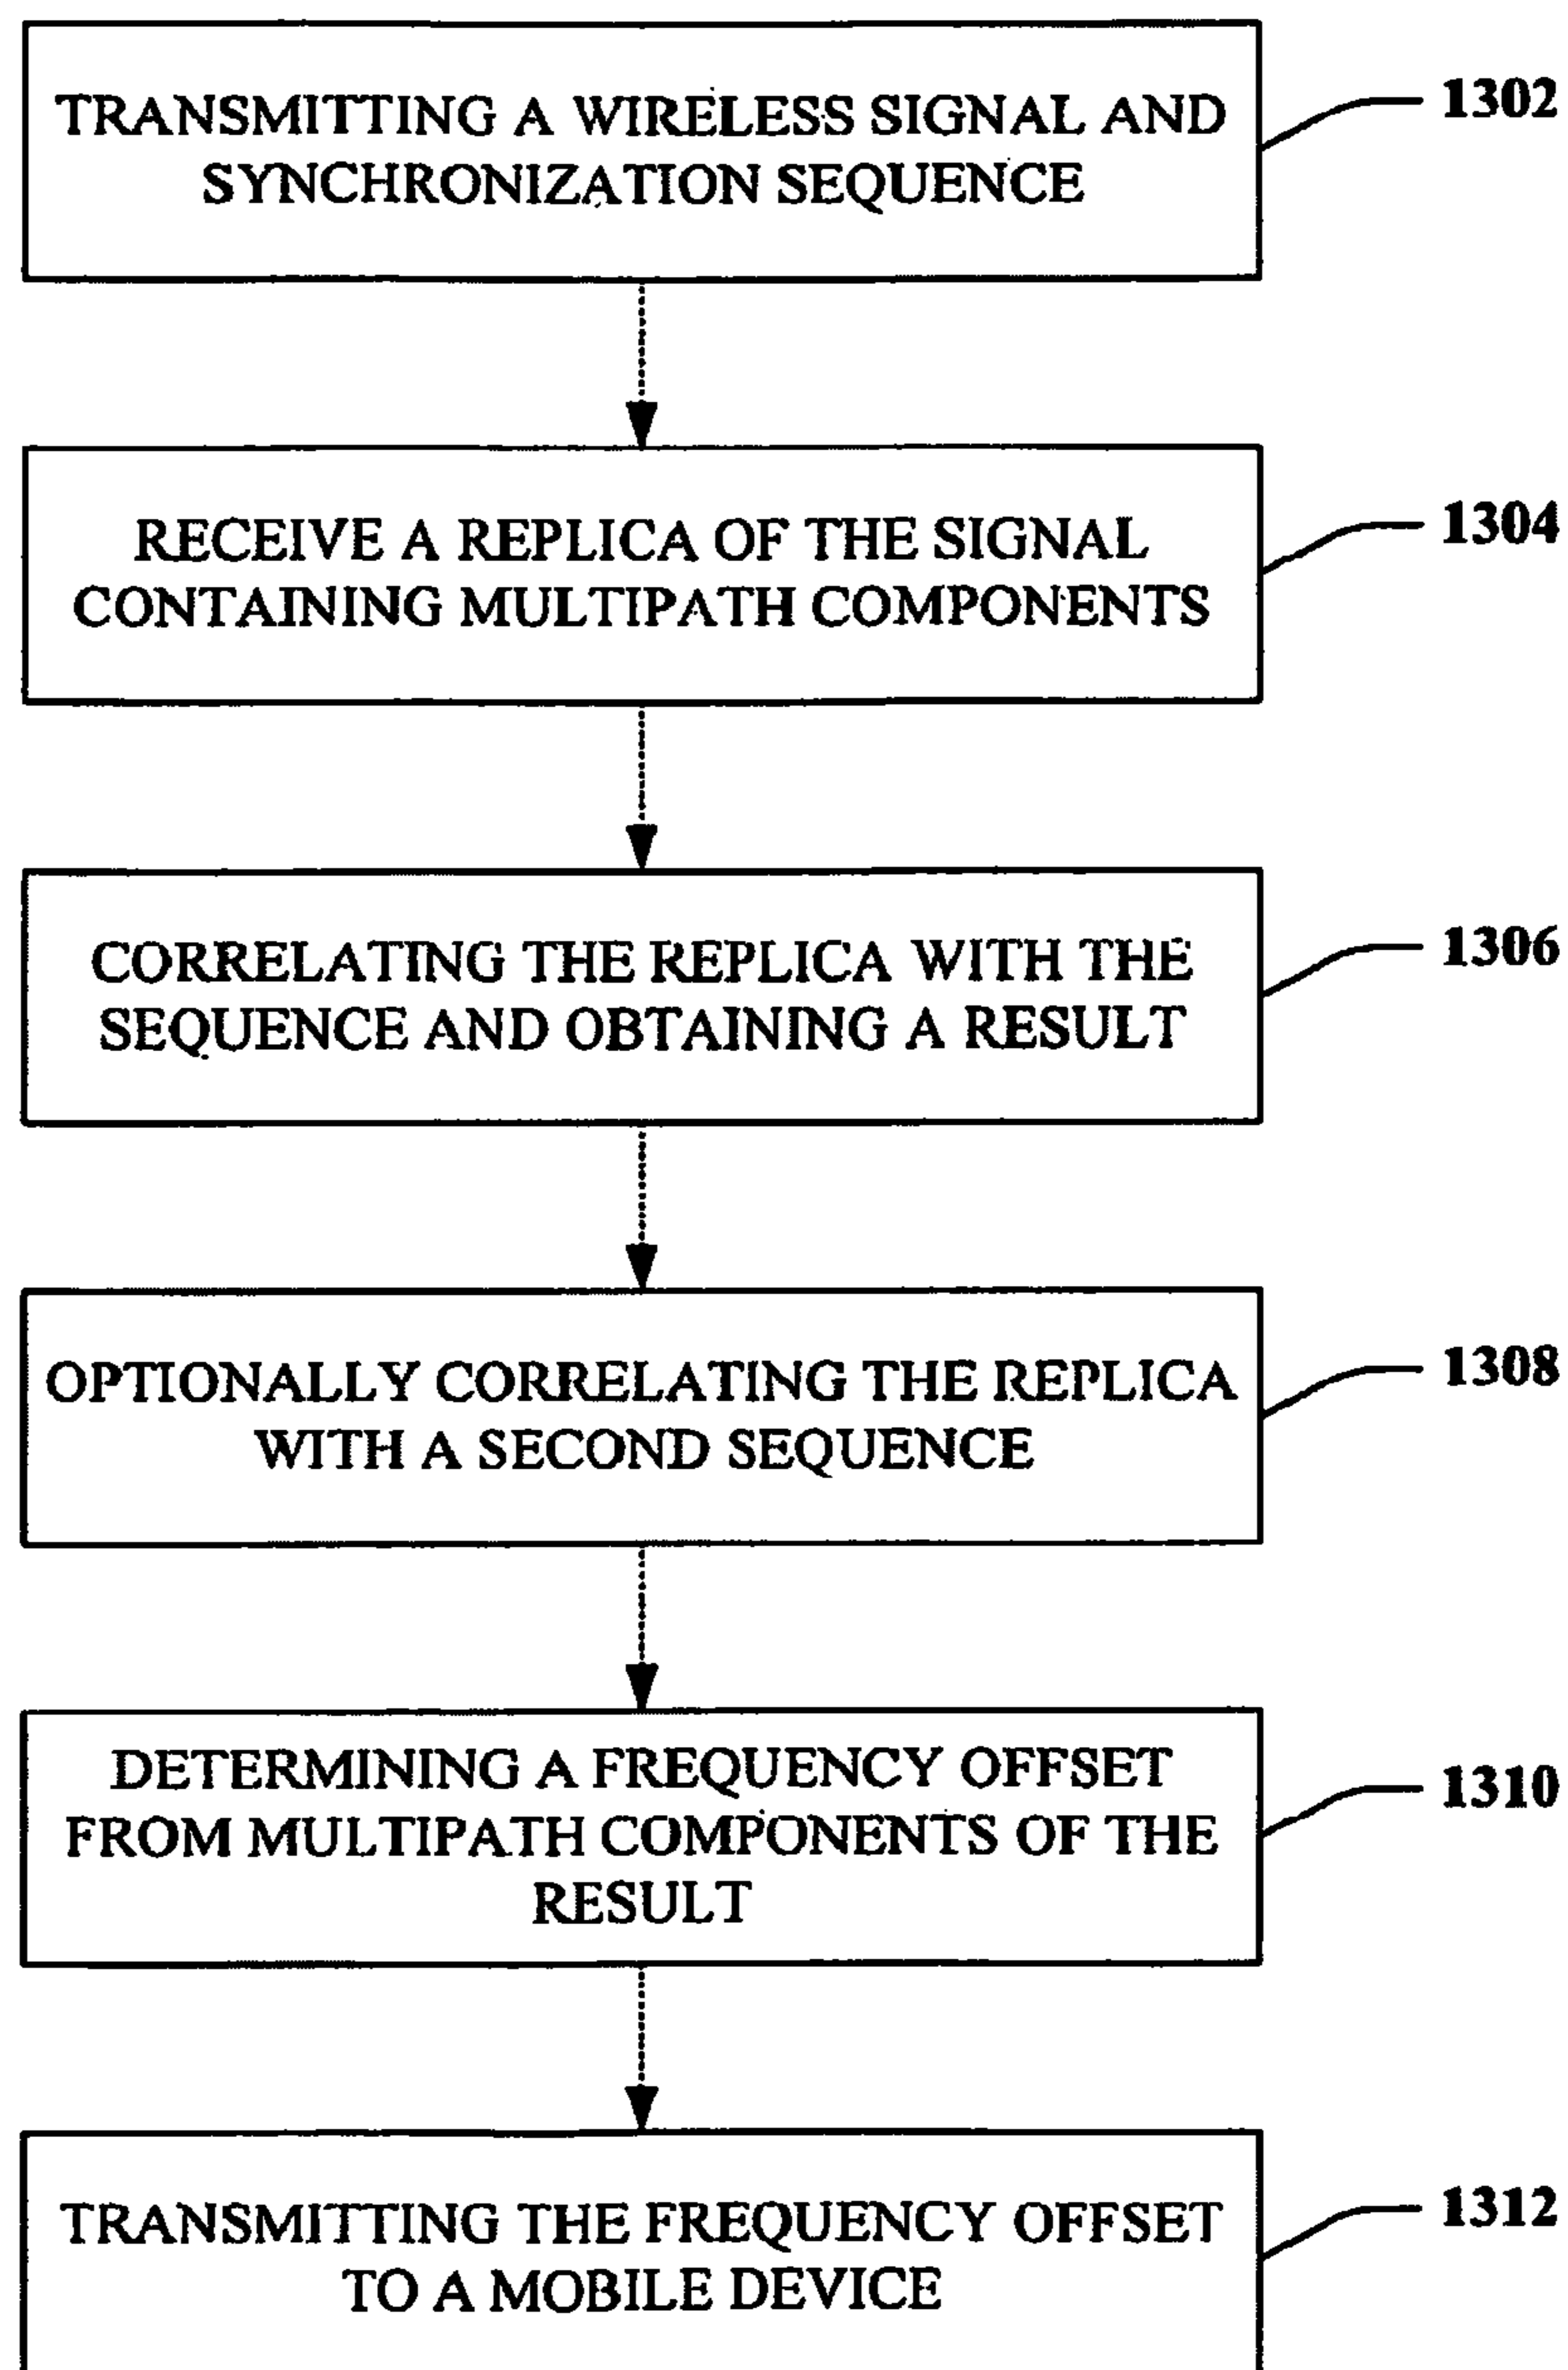 TRANSMITTING A WIRELESS SIGNAL AND
SYNCHRONIZATION SEQUENCE
1302
RECEIVE A REPLICA OF THE SIGNAL
CONTAINING MULTIPATH COMPONENTS
1304
CORRELATING THE REPLICA WITH THE
SEQUENCE AND OBTAINING A RESULT
1306
OPTIONALLY CORRELATING THE REPLICA
WITH A SECOND SEQUENCE
1308
DETERMINING A FREQUENCY OFFSET
FROM MULTIPATH COMPONENTS OF THE
RESULT
1310
TRANSMITTING THE FREQUENCY OFFSET
TO A MOBILE DEVICE
1312